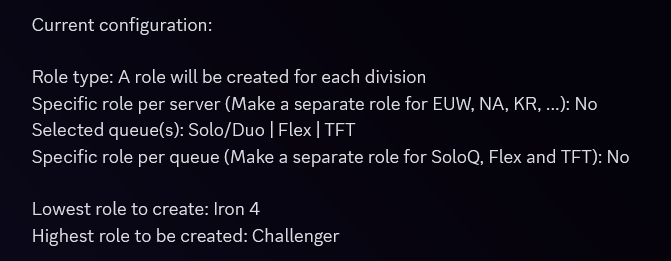 Current configuration:
Role type: A role will be created for each division
Specific role per server (Make a separate role for EUW, NA, KR, ...): No
Selected queue(s): Solo/Duo | Flex | TFT
Specific role per queue (Make a separate role for SoloQ, Flex and TFT): No
Lowest role to create: Iron 4
Highest role to be created: Challenger